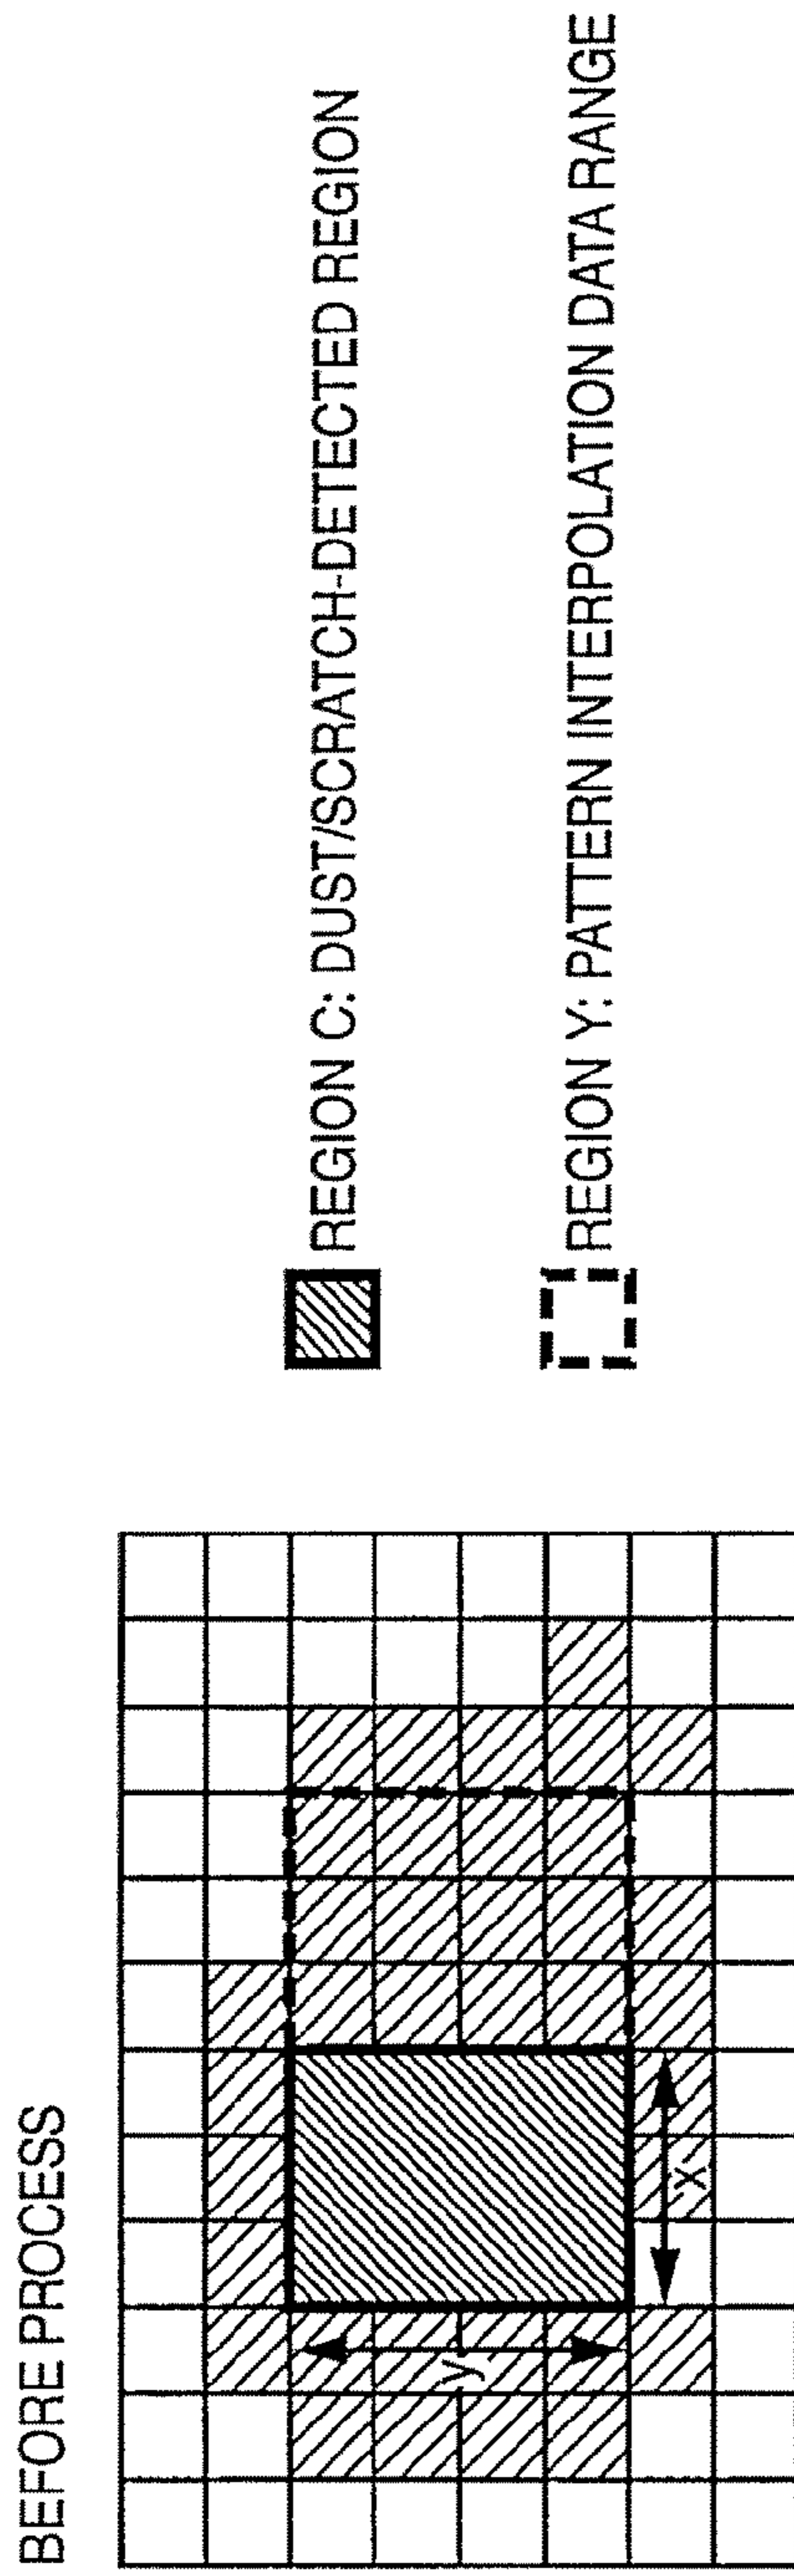 BEFORE PROCESS
y
x
REGION C: DUST/SCRATCH-DETECTED REGION
REGION Y: PATTERN INTERPOLATION DATA RANGE